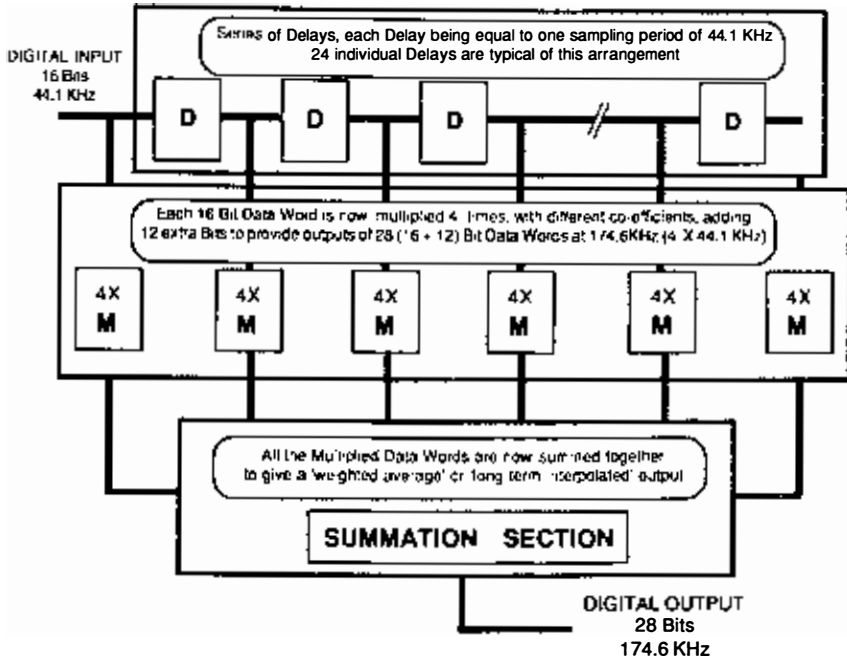 Series of Delays, each Delay being equal to one sampling period of 44.1 KHz
24 individual Delays are typical of this arrangement
DIGITAL INPUT
16 Bits
44.1 KHz
D
D
D
D
Each 16 Bit Data Word is now multiplied 4 times, with different co-efficients, adding
12 extra Bits to provide outputs of 28 (16 + 12) Bit Data Words at 174.6KHz (4 X 44.1 KHz)
4X
M
4X
M
4X
M
4X
M
4X
M
4X
M
All the Multiplied Data Words are now summed together
to give a 'weighted average' or 'long term interpolated' output
SUMMATION SECTION
DIGITAL OUTPUT
28 Bits
174.6 KHz